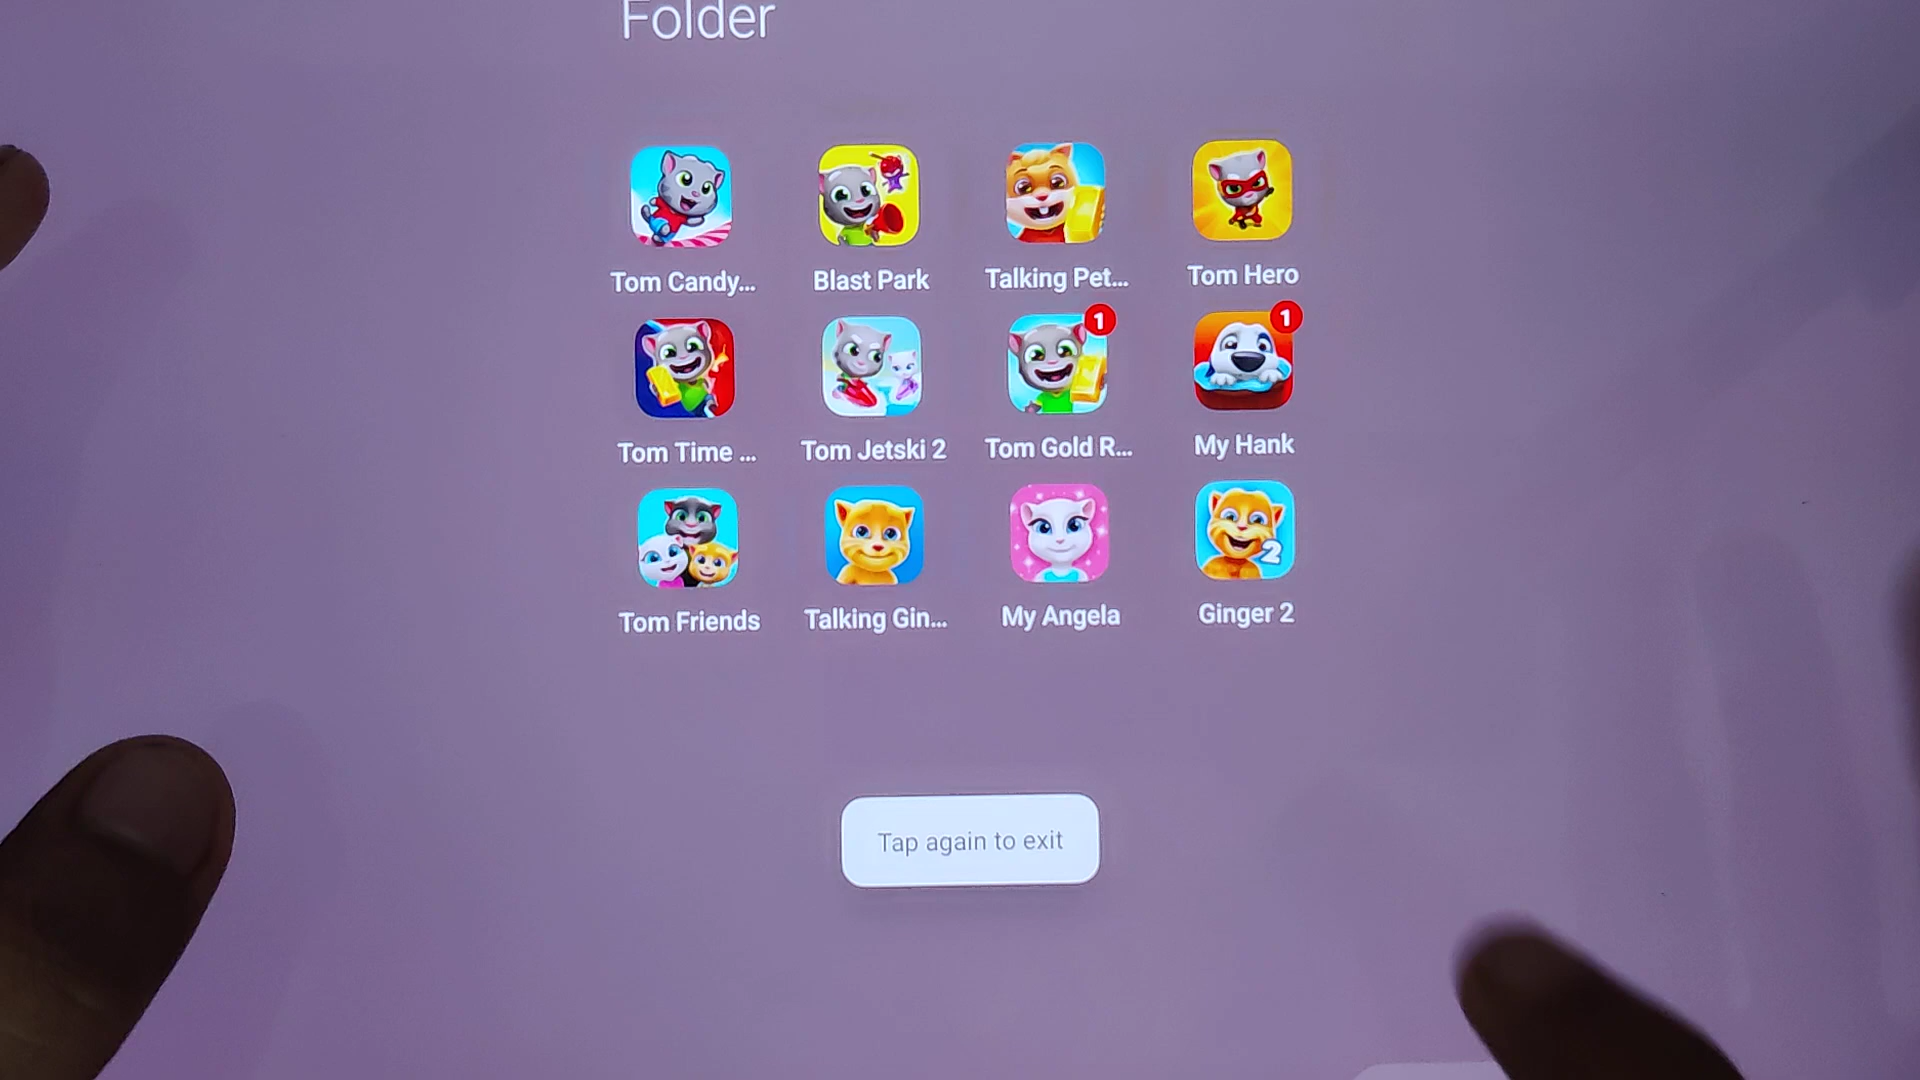 Folder
Tom Candy...
Blast Park
Talking Pet...
Tom Hero
1
1
Tom Time ...
Tom Jetski 2
Tom Gold R...
My Hank
2
Tom Friends
Talking Gin...
My Angela
Ginger 2
Tap again to exit